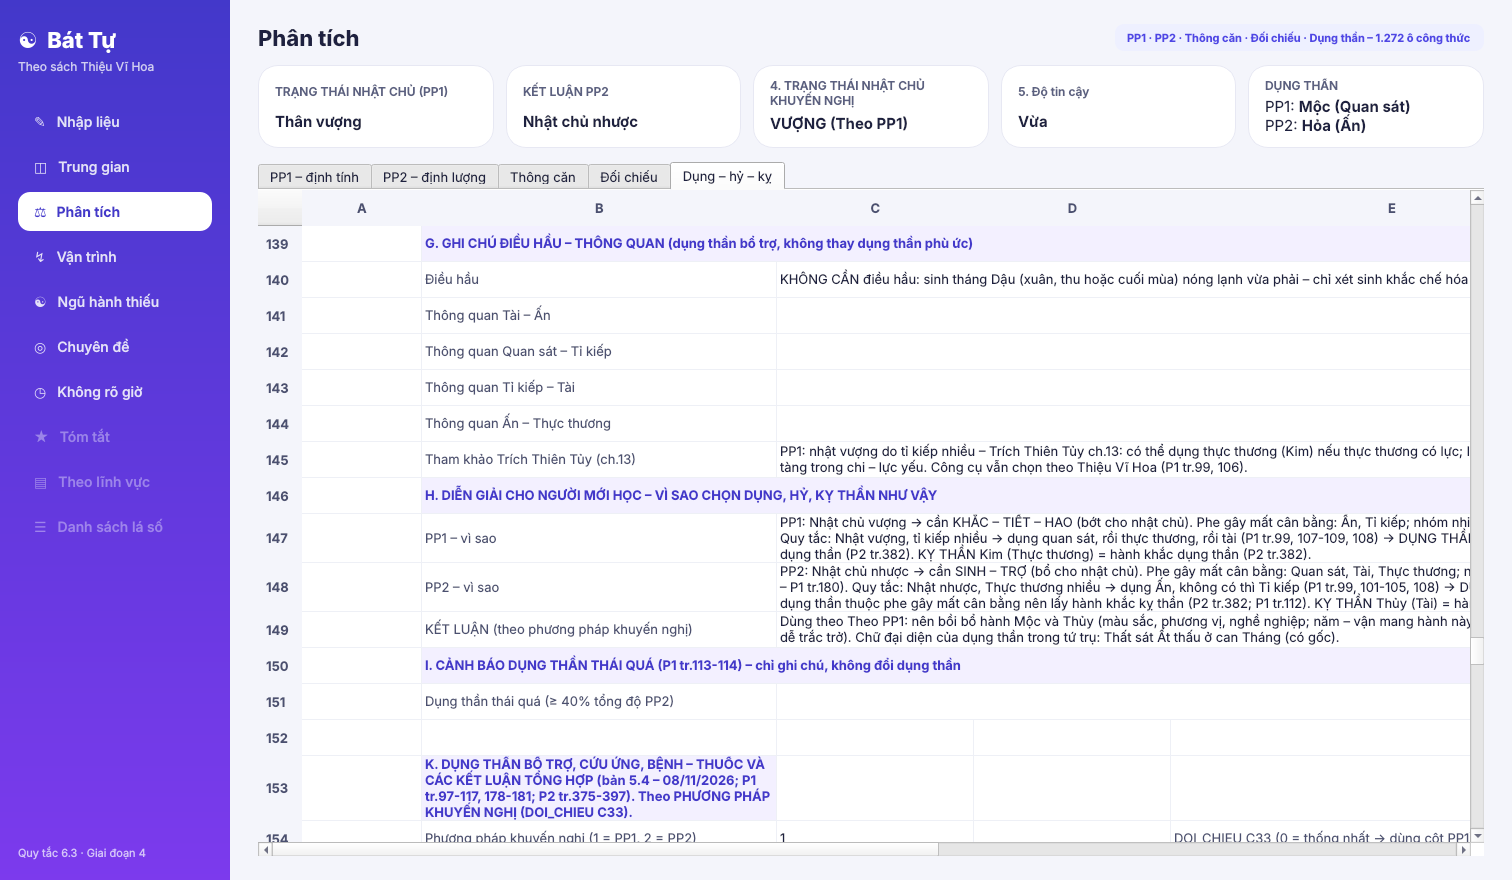 ☯ Bát Tự
Theo sách Thiệu Vĩ Hoa
Nhập liệu
Trung gian
Phân tích
Vận trình
Ngũ hành thiếu
Chuyên đề
Không rõ giờ
Tóm tắt
Theo lĩnh vực
Danh sách lá số
Quy tắc 6.3 · Giai đoạn 4
Phân tích
PP1 · PP2 · Thông căn · Đối chiếu · Dụng thần – 1.272 ô công thức
TRẠNG THÁI NHẬT CHỦ (PP1)
Thân vượng
KẾT LUẬN PP2
Nhật chủ nhược
4. TRẠNG THÁI NHẬT CHỦ
KHUYẾN NGHỊ
VƯỢNG (Theo PP1)
5. Độ tin cậy
Vừa
DỤNG THẦN
PP1: Mộc (Quan sát)
PP2: Hỏa (Ấn)
PP1 – định tính
PP2 – định lượng
Thông căn
Đối chiếu
Dụng – hỷ – kỵ
A B C D E
139 G. GHI CHÚ ĐIỀU HẦU – THÔNG QUAN (dụng thần bổ trợ, không thay dụng thần phù ức)
140 Điều hầu KHÔNG CẦN điều hầu: sinh tháng Dậu (xuân, thu hoặc cuối mùa) nóng lạnh vừa phải – chỉ xét sinh khắc chế hóa
141 Thông quan Tài – Ấn
142 Thông quan Quan sát – Tỉ kiếp
143 Thông quan Tỉ kiếp – Tài
144 Thông quan Ấn – Thực thương
145 Tham khảo Trích Thiên Tủy (ch.13) PP1: nhật vượng do tỉ kiếp nhiều – Trích Thiên Tủy ch.13: có thể dụng thực thương (Kim) nếu thực thương có lực;
tàng trong chi – lực yếu. Công cụ vẫn chọn theo Thiệu Vĩ Hoa (P1 tr.99, 106).
146 H. DIỄN GIẢI CHO NGƯỜI MỚI HỌC – VÌ SAO CHỌN DỤNG, HỶ, KỴ THẦN NHƯ VẬY
147 PP1 – vì sao PP1: Nhật chủ vượng → cần KHẮC – TIẾT – HAO (bớt cho nhật chủ). Phe gây mất cân bằng: Ấn, Tỉ kiếp; nhóm
Quy tắc: Nhật vượng, tỉ kiếp nhiều → dụng quan sát, rồi thực thương, rồi tài (P1 tr.99, 107-109, 108) → DỤNG
dụng thần (P2 tr.382). KỴ THẦN Kim (Thực thương) = hành khắc dụng thần (P2 tr.382).
148 PP2 – vì sao PP2: Nhật chủ nhược → cần SINH – TRỢ (bổ cho nhật chủ). Phe gây mất cân bằng: Quan sát, Tài, Thực thương;
– P1 tr.180). Quy tắc: Nhật nhược, Thực thương nhiều → dụng Ấn, không có thì Tỉ kiếp (P1 tr.99, 101-105, 108) →
dụng thần thuộc phe gây mất cân bằng nên lấy hành khắc kỵ thần (P2 tr.382; P1 tr.112). KỴ THẦN Thủy (Tài) =
149 KẾT LUẬN (theo phương pháp khuyến nghị) Dùng theo Theo PP1: nên bồi bổ hành Mộc và Thủy (màu sắc, phương vị, nghề nghiệp; năm – vận mang hành này
dễ trắc trở). Chữ đại diện của dụng thần trong tứ trụ: Thất sát Ất thấu ở can Tháng (có gốc).
150 I. CẢNH BÁO DỤNG THẦN THÁI QUÁ (P1 tr.113-114) – chỉ ghi chú, không đổi dụng thần
151 Dụng thần thái quá (≥ 40% tổng độ PP2)
152
153 K. DỤNG THẦN BỔ TRỢ, CỨU ỨNG, BỆNH – THUỐC VÀ
CÁC KẾT LUẬN TỔNG HỢP (bản 5.4 – 08/11/2026; P1
tr.97-117, 178-181; P2 tr.375-397). Theo PHƯƠNG PHÁP
KHUYẾN NGHỊ (DOI_CHIEU C33).
154 Phương pháp khuyến nghị (1 = PP1, 2 = PP2) 1 DOI_CHIEU C33 (0 = thống nhất → dùng cột PP1